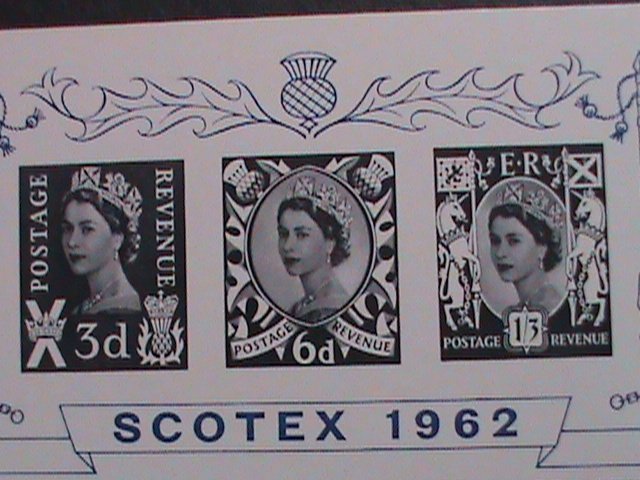 POSTAGE
REVENUE
3d
POSTAGE REVENUE
6d
E·R
1/3
POSTAGE REVENUE
SCOTEX 1962